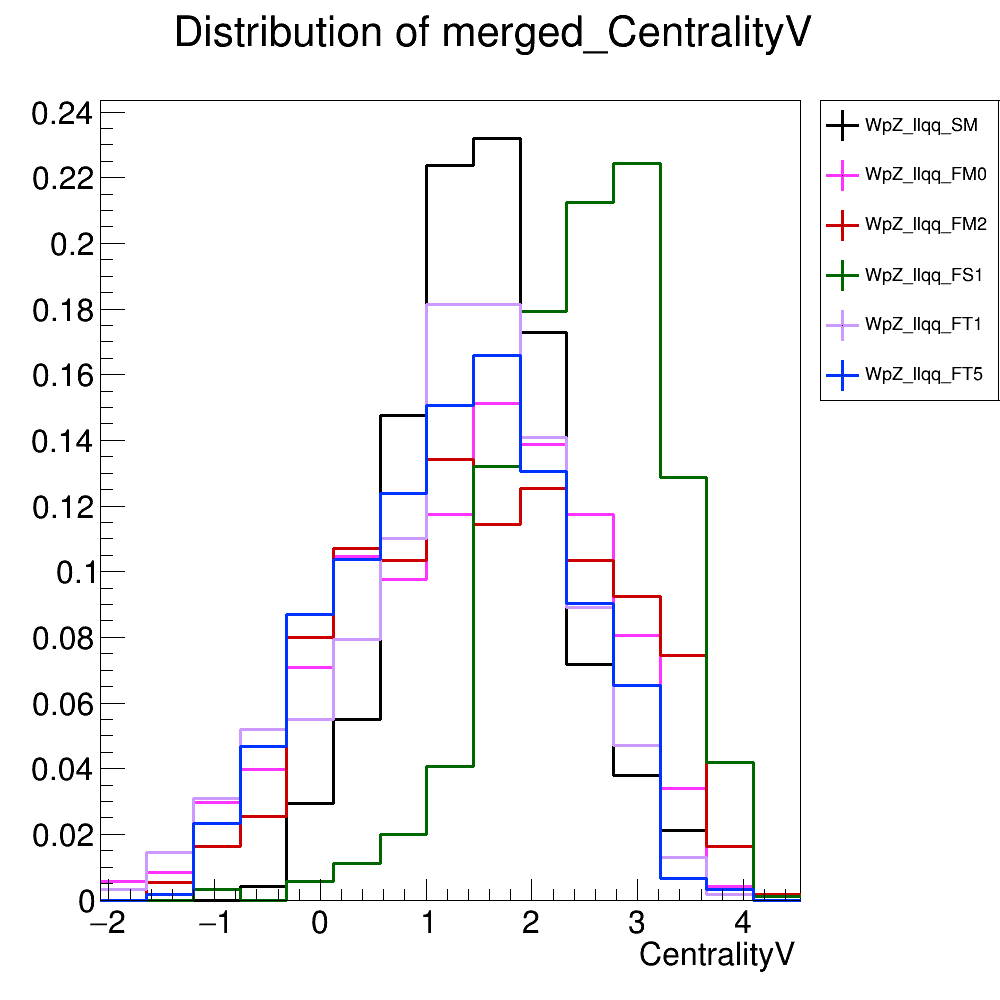 Distribution of merged_CentralityV
0.24
0.22
0.2
0.18
0.16
0.14
0.12
0.1
0.08
0.06
0.04
0.02
0
−2 −1 0 1 2 3 4
CentralityV
WpZ_llqq_SM
WpZ_llqq_FM0
WpZ_llqq_FM2
WpZ_llqq_FS1
WpZ_llqq_FT1
WpZ_llqq_FT5